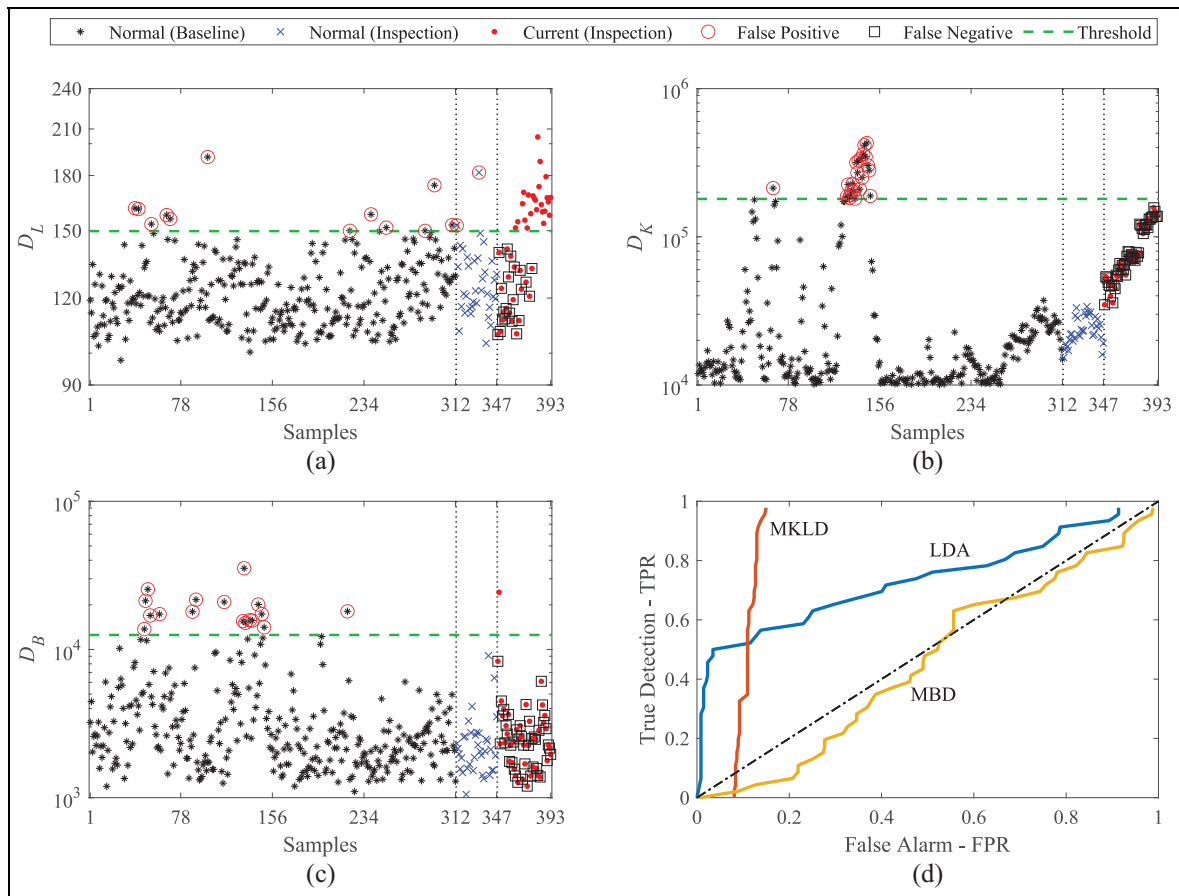 Normal (Baseline) Normal (Inspection) Current (Inspection) False Positive False Negative Threshold
240
210
180
150
120
90
D_L
1 78 156 234 312 347 393
Samples
(a)
10^6
10^5
10^4
D_K
1 78 156 234 312 347 393
Samples
(b)
10^5
10^4
10^3
D_B
1 78 156 234 312 347 393
Samples
(c)
1
0.8
0.6
0.4
0.2
0
True Detection - TPR
MKLD
LDA
MBD
0 0.2 0.4 0.6 0.8 1
False Alarm - FPR
(d)